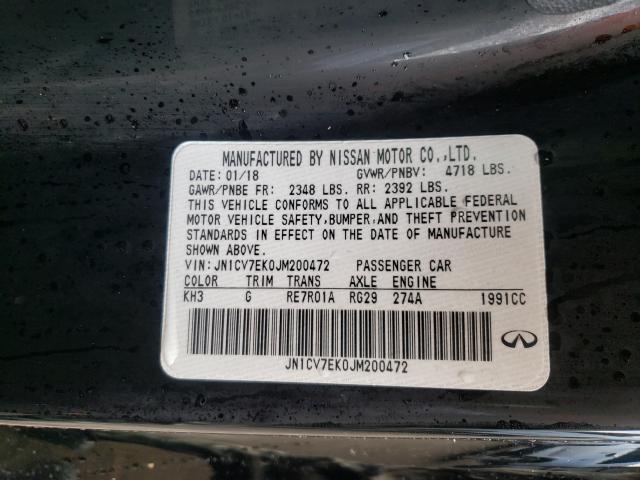 MANUFACTURED BY NISSAN MOTOR CO.,LTD.
DATE: 01/18 GVWR/PNBV: 4718 LBS.
GAWR/PNBE FR: 2348 LBS. RR: 2392 LBS.
THIS VEHICLE CONFORMS TO ALL APPLICABLE FEDERAL
MOTOR VEHICLE SAFETY,BUMPER,AND THEFT PREVENTION
STANDARDS IN EFFECT ON THE DATE OF MANUFACTURE
SHOWN ABOVE.
VIN:JN1CV7EK0JM200472 PASSENGER CAR
COLOR TRIM TRANS AXLE ENGINE
KH3 G RE7R01A RG29 274A 1991CC
JN1CV7EK0JM200472